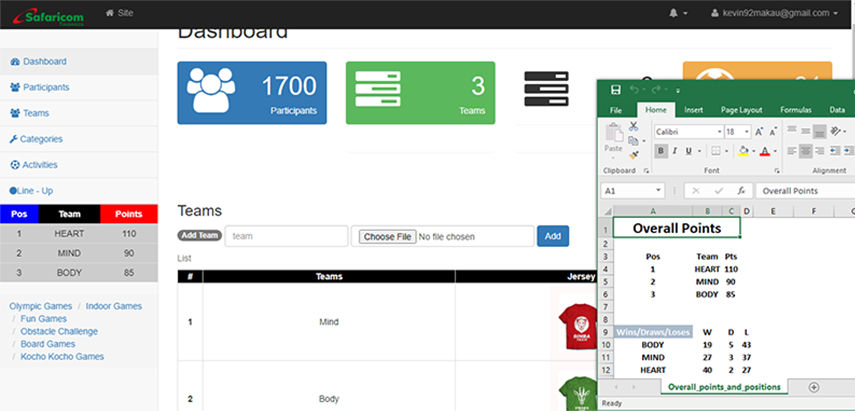 Safaricom
Site
kevin92makau@gmail.com
Dashboard
Dashboard
Participants
Teams
Categories
Activities
Line - Up
Pos Team Points
1 HEART 110
2 MIND 90
3 BODY 85
Olympic Games / Indoor Games
/ Fun Games
/ Obstacle Challenge
/ Board Games
/ Kocho Kocho Games
1700
Participants
3
Teams
Teams
Add Team team Choose File No file chosen Add
List
# Teams Jersey
1 Mind
2 Body
File Home Insert Page Layout Formulas Data
Paste
Calibri 18 A A
B I U A
Clipboard Font Alignment
A1 fx Overall Points
A B C D E F
1 Overall Points
2
3 Pos Team Pts
4 1 HEART 110
5 2 MIND 90
6 3 BODY 85
7
8
9 Wins/Draws/Loses W D L
10 BODY 19 5 43
11 MIND 27 3 37
12 HEART 40 2 27
Overall_points_and_positions
Ready